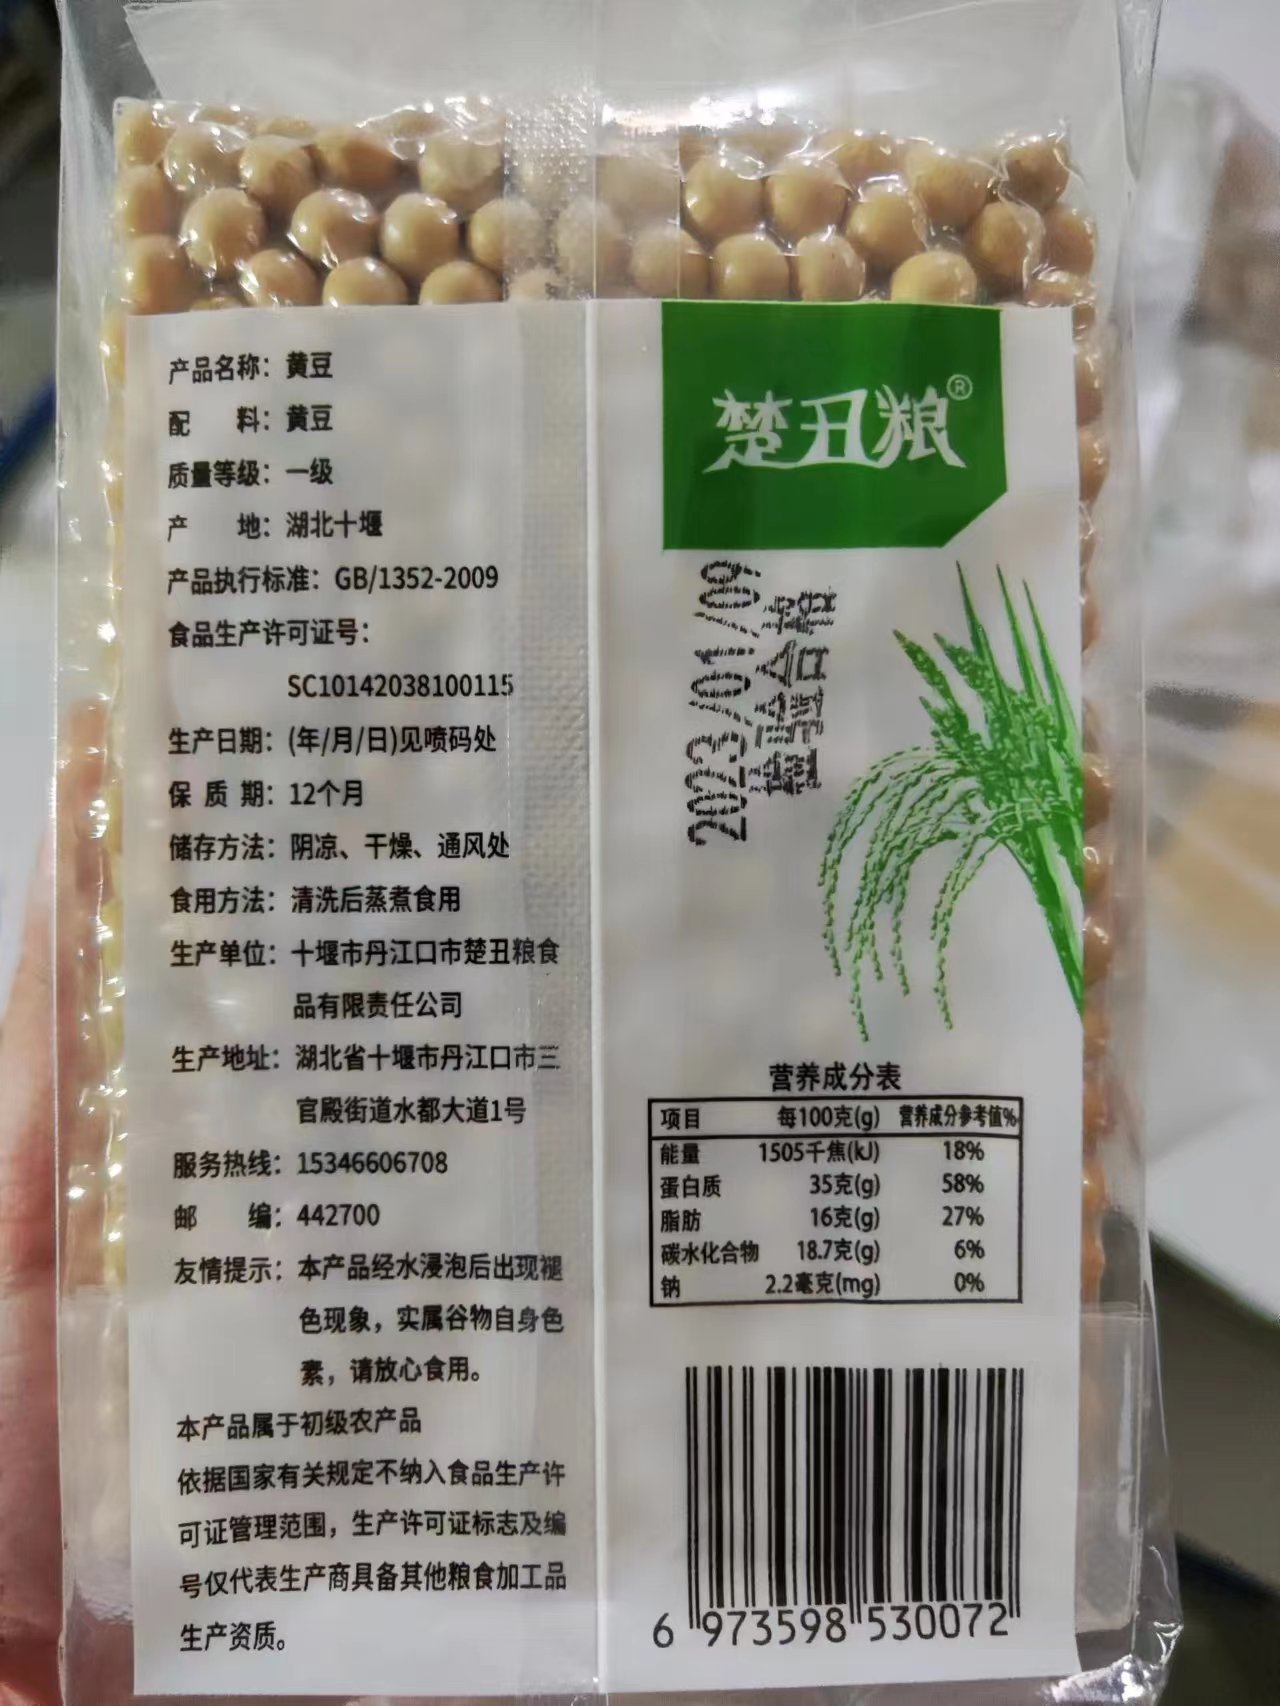 产品名称：黄豆
配　　料：黄豆
质量等级：一级
产　　地：湖北十堰
产品执行标准：GB/1352-2009
食品生产许可证号：
SC10142038100115
生产日期：(年/月/日)见喷码处
保 质 期：12个月
储存方法：阴凉、干燥、通风处
食用方法：清洗后蒸煮食用
生产单位：十堰市丹江口市楚丑粮食
品有限责任公司
生产地址：湖北省十堰市丹江口市三
官殿街道水都大道1号
服务热线：15346606708
邮　　编：442700
友情提示：本产品经水浸泡后出现褪
色现象，实属谷物自身色
素，请放心食用。
本产品属于初级农产品
依据国家有关规定不纳入食品生产许
可证管理范围，生产许可证标志及编
号仅代表生产商具备其他粮食加工品
生产资质。
楚丑粮®
2023/01/09
检验合格
营养成分表
项目 每100克(g) 营养成分参考值%
能量 1505千焦(kJ) 18%
蛋白质 35克(g) 58%
脂肪 16克(g) 27%
碳水化合物 18.7克(g) 6%
钠 2.2毫克(mg) 0%
6 973598 530072